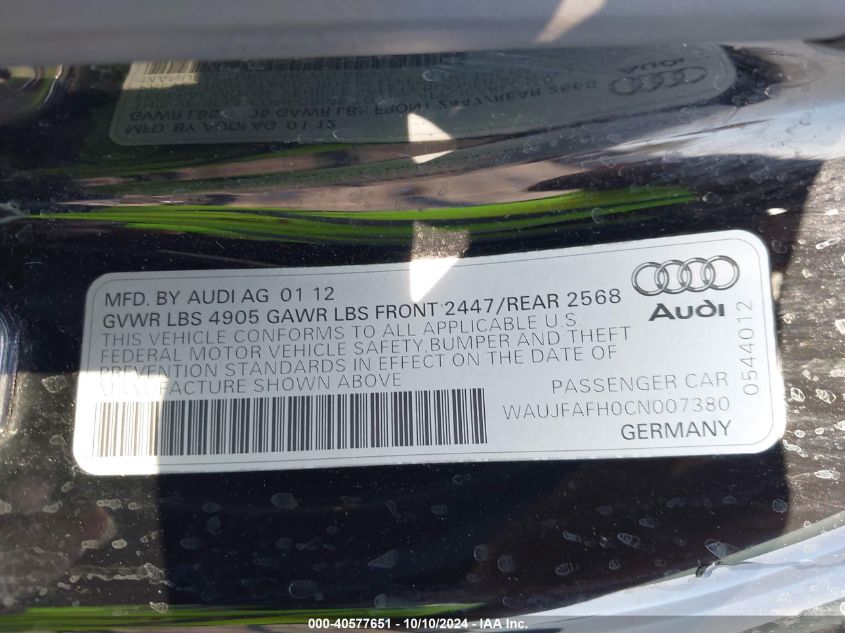 MFD. BY AUDI AG 01 12
GVWR LBS 4905 GAWR LBS FRONT 2447/REAR 2568
THIS VEHICLE CONFORMS TO ALL APPLICABLE U.S.
FEDERAL MOTOR VEHICLE SAFETY BUMPER AND THEFT
PREVENTION STANDARDS IN EFFECT ON THE DATE OF
MANUFACTURE SHOWN ABOVE
Audi
PASSENGER CAR
WAUJFAFH0CN007380
GERMANY
0544012
000-40577651 - 10/10/2024 - IAA Inc.